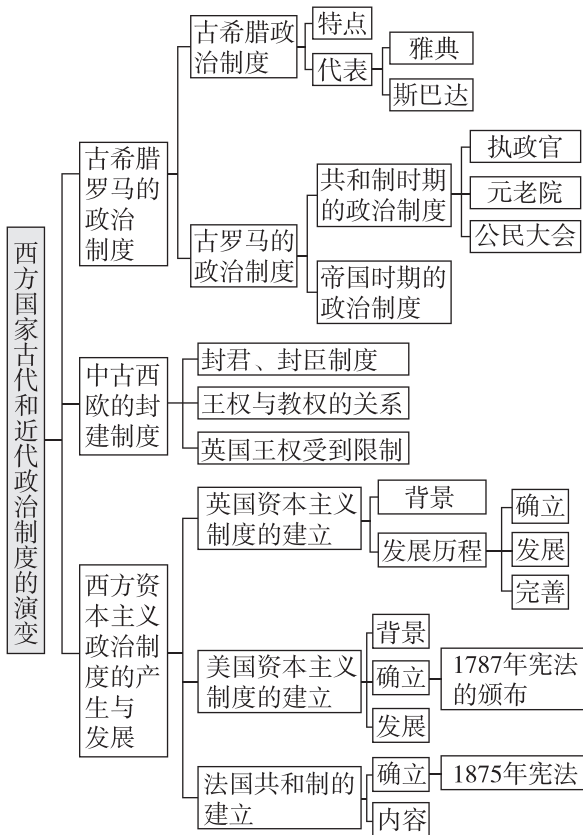 西方国家古代和近代政治制度的演变
古希腊
罗马的
政治
制度
古希腊政
治制度
特点
代表
雅典
斯巴达
古罗马的
政治制度
共和制时期
的政治制度
执政官
元老院
公民大会
帝国时期的
政治制度
中古西
欧的封
建制度
封君、封臣制度
王权与教权的关系
英国王权受到限制
西方资
本主义
政治制
度的产
生与
发展
英国资本主义
制度的建立
背景
发展历程
确立
发展
完善
美国资本主义
制度的建立
背景
确立
1787年宪法
的颁布
发展
法国共和制的
建立
确立
1875年宪法
内容